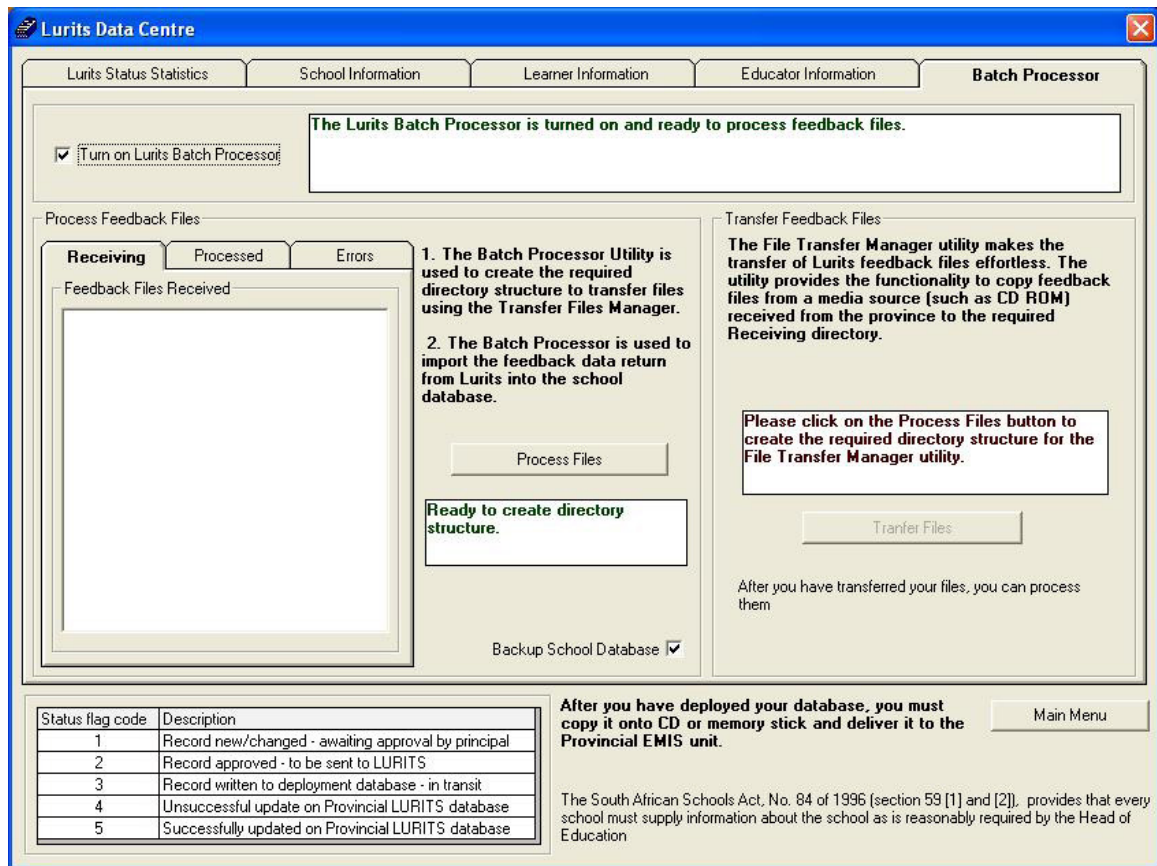 Lurits Data Centre
Lurits Status Statistics
School Information
Learner Information
Educator Information
Batch Processor
Turn on Lurits Batch Processor
The Lurits Batch Processor is turned on and ready to process feedback files.
Process Feedback Files
Receiving
Processed
Errors
Feedback Files Received
1. The Batch Processor Utility is
used to create the required
directory structure to transfer files
using the Transfer Files Manager.
2. The Batch Processor is used to
import the feedback data return
from Lurits into the school
database.
Process Files
Ready to create directory
structure.
Backup School Database
Transfer Feedback Files
The File Transfer Manager utility makes the
transfer of Lurits feedback files effortless. The
utility provides the functionality to copy feedback
files from a media source (such as CD ROM)
received from the province to the required
Receiving directory.
Please click on the Process Files button to
create the required directory structure for the
File Transfer Manager utility.
Tranfer Files
After you have transferred your files, you can process
them
Status flag code Description
1 Record new/changed - awaiting approval by principal
2 Record approved - to be sent to LURITS
3 Record written to deployment database - in transit
4 Unsuccessful update on Provincial LURITS database
5 Successfully updated on Provincial LURITS database
After you have deployed your database, you must
copy it onto CD or memory stick and deliver it to the
Provincial EMIS unit.
Main Menu
The South African Schools Act, No. 84 of 1996 (section 59 [1] and [2]), provides that every
school must supply information about the school as is reasonably required by the Head of
Education